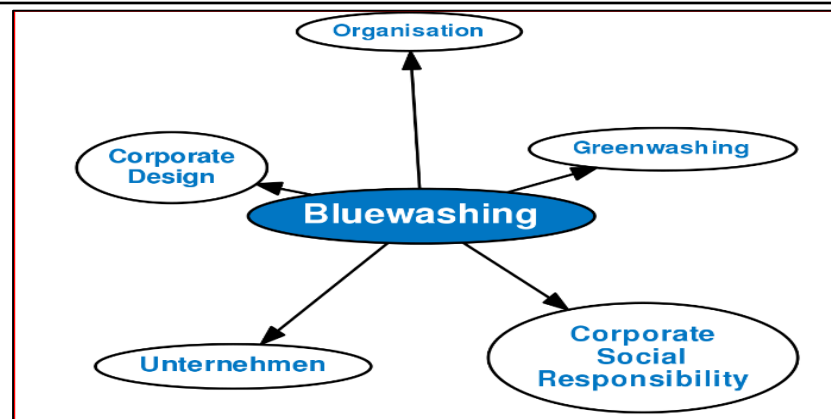 Organisation
Greenwashing
Corporate
Design
Bluewashing
Unternehmen
Corporate
Social
Responsibility